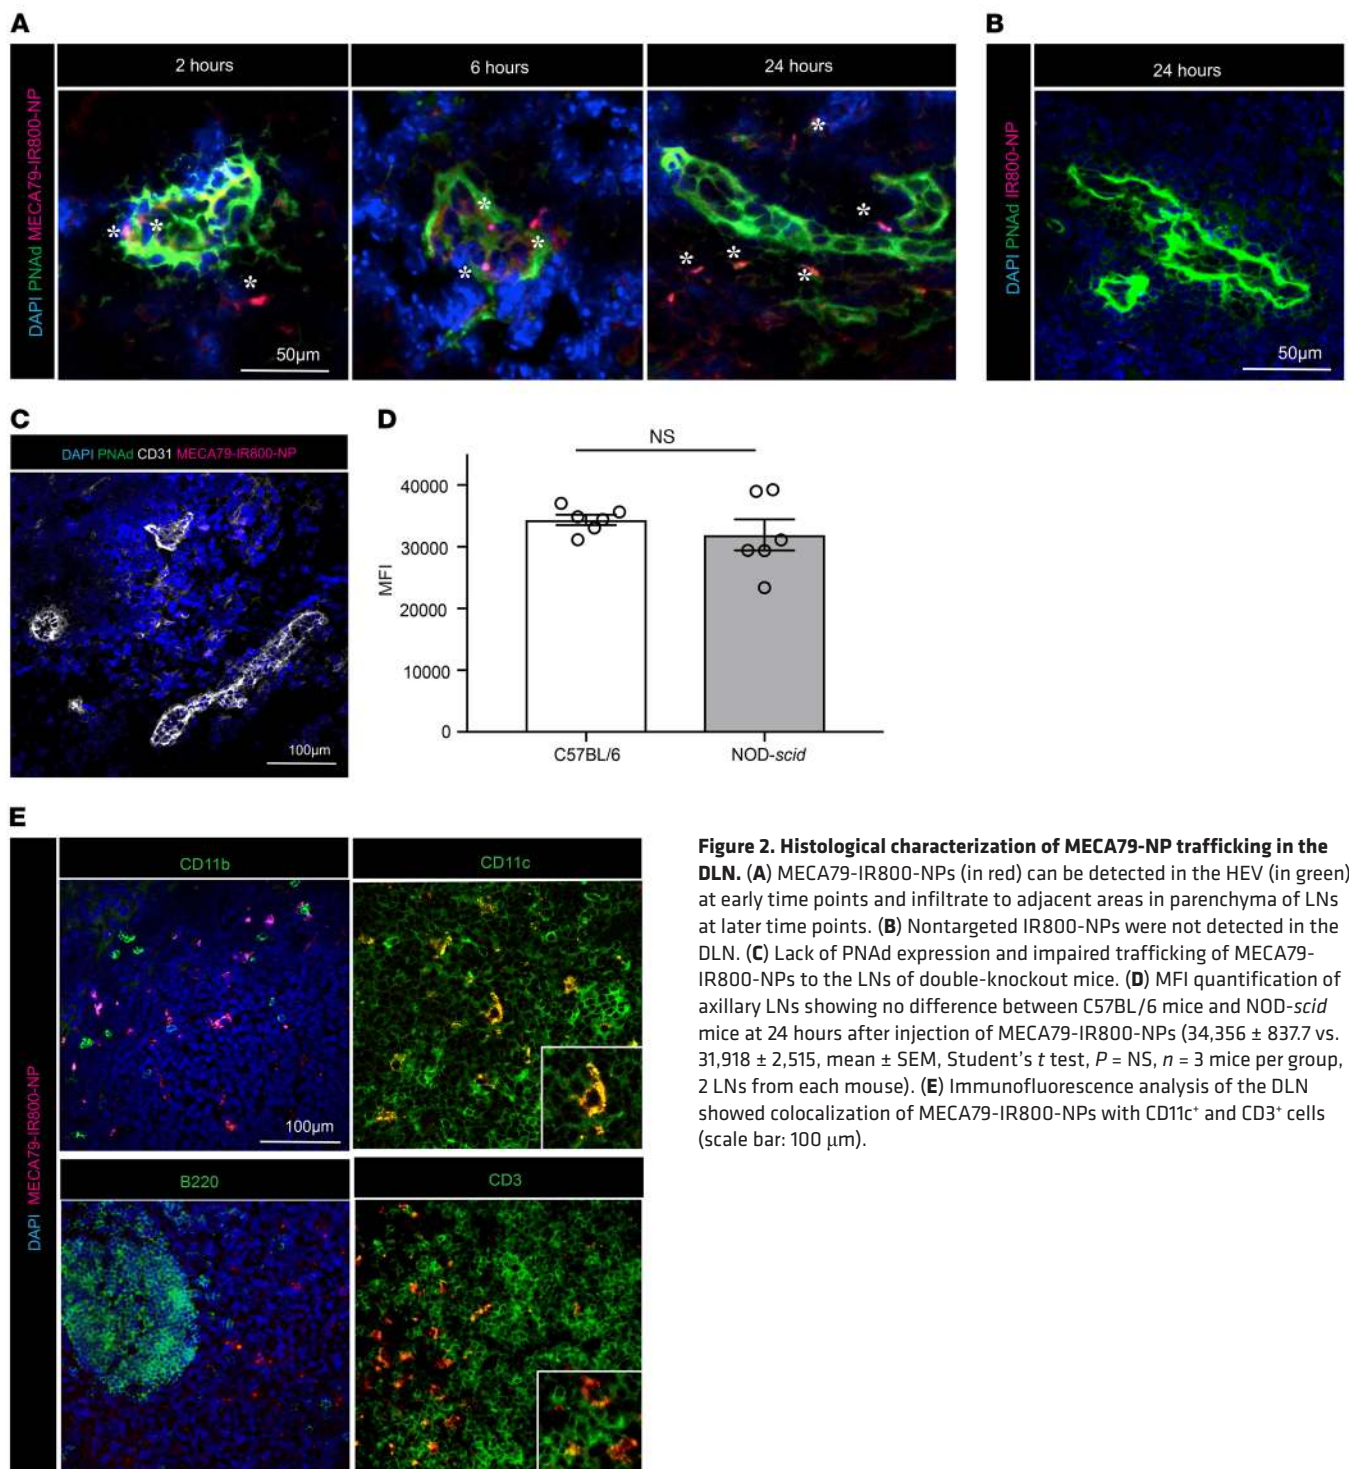 A
2 hours
6 hours
24 hours
DAPI PNAd MECA79-IR800-NP
50µm
B
24 hours
DAPI PNAd IR800-NP
50µm
C
DAPI PNAd CD31 MECA79-IR800-NP
100µm
D
NS
MFI
40000
30000
20000
10000
0
C57BL/6
NOD-scid
E
CD11b
CD11c
100µm
B220
CD3
DAPI MECA79-IR800-NP
Figure 2. Histological characterization of MECA79-NP trafficking in the
DLN. (A) MECA79-IR800-NPs (in red) can be detected in the HEV (in green)
at early time points and infiltrate to adjacent areas in parenchyma of LNs
at later time points. (B) Nontargeted IR800-NPs were not detected in the
DLN. (C) Lack of PNAd expression and impaired trafficking of MECA79-
IR800-NPs to the LNs of double-knockout mice. (D) MFI quantification of
axillary LNs showing no difference between C57BL/6 mice and NOD-scid
mice at 24 hours after injection of MECA79-IR800-NPs (34,356 ± 837.7 vs.
31,918 ± 2,515, mean ± SEM, Student's t test, P = NS, n = 3 mice per group,
2 LNs from each mouse). (E) Immunofluorescence analysis of the DLN
showed colocalization of MECA79-IR800-NPs with CD11c⁺ and CD3⁺ cells
(scale bar: 100 µm).